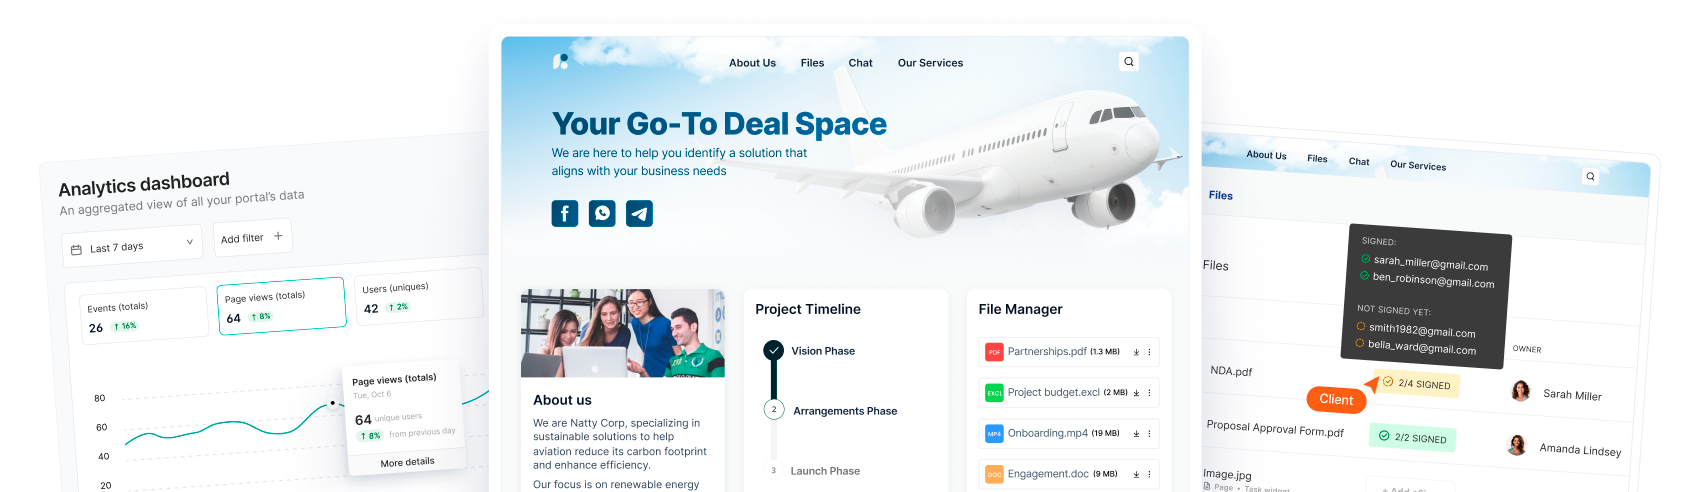 Analytics dashboard
An aggregated view of all your portal's data
Last 7 days
Add filter
Events (totals)
26 ↑ 16%
Page views (totals)
64 ↑ 8%
Users (uniques)
42 ↑ 2%
80
60
40
20
Page views (totals)
Tue, Oct 6
64 unique users
↑ 8% from previous day
More details
About Us Files Chat Our Services
Your Go-To Deal Space
We are here to help you identify a solution that
aligns with your business needs
About us
We are Natty Corp, specializing in
sustainable solutions to help
aviation reduce its carbon footprint
and enhance efficiency.
Our focus is on renewable energy
Project Timeline
Vision Phase
2 Arrangements Phase
3 Launch Phase
File Manager
PDF Partnerships.pdf (1.3 MB)
EXCL Project budget.excl (2 MB)
MP4 Onboarding.mp4 (19 MB)
DOC Engagement.doc (9 MB)
About Us Files Chat Our Services
Files
Files
SIGNED:
sarah_miller@gmail.com
ben_robinson@gmail.com
NOT SIGNED YET:
smith1982@gmail.com
bella_ward@gmail.com
OWNER
NDA.pdf
2/4 SIGNED
Sarah Miller
Client
Proposal Approval Form.pdf
2/2 SIGNED
Amanda Lindsey
Image.jpg
Page • Task widget